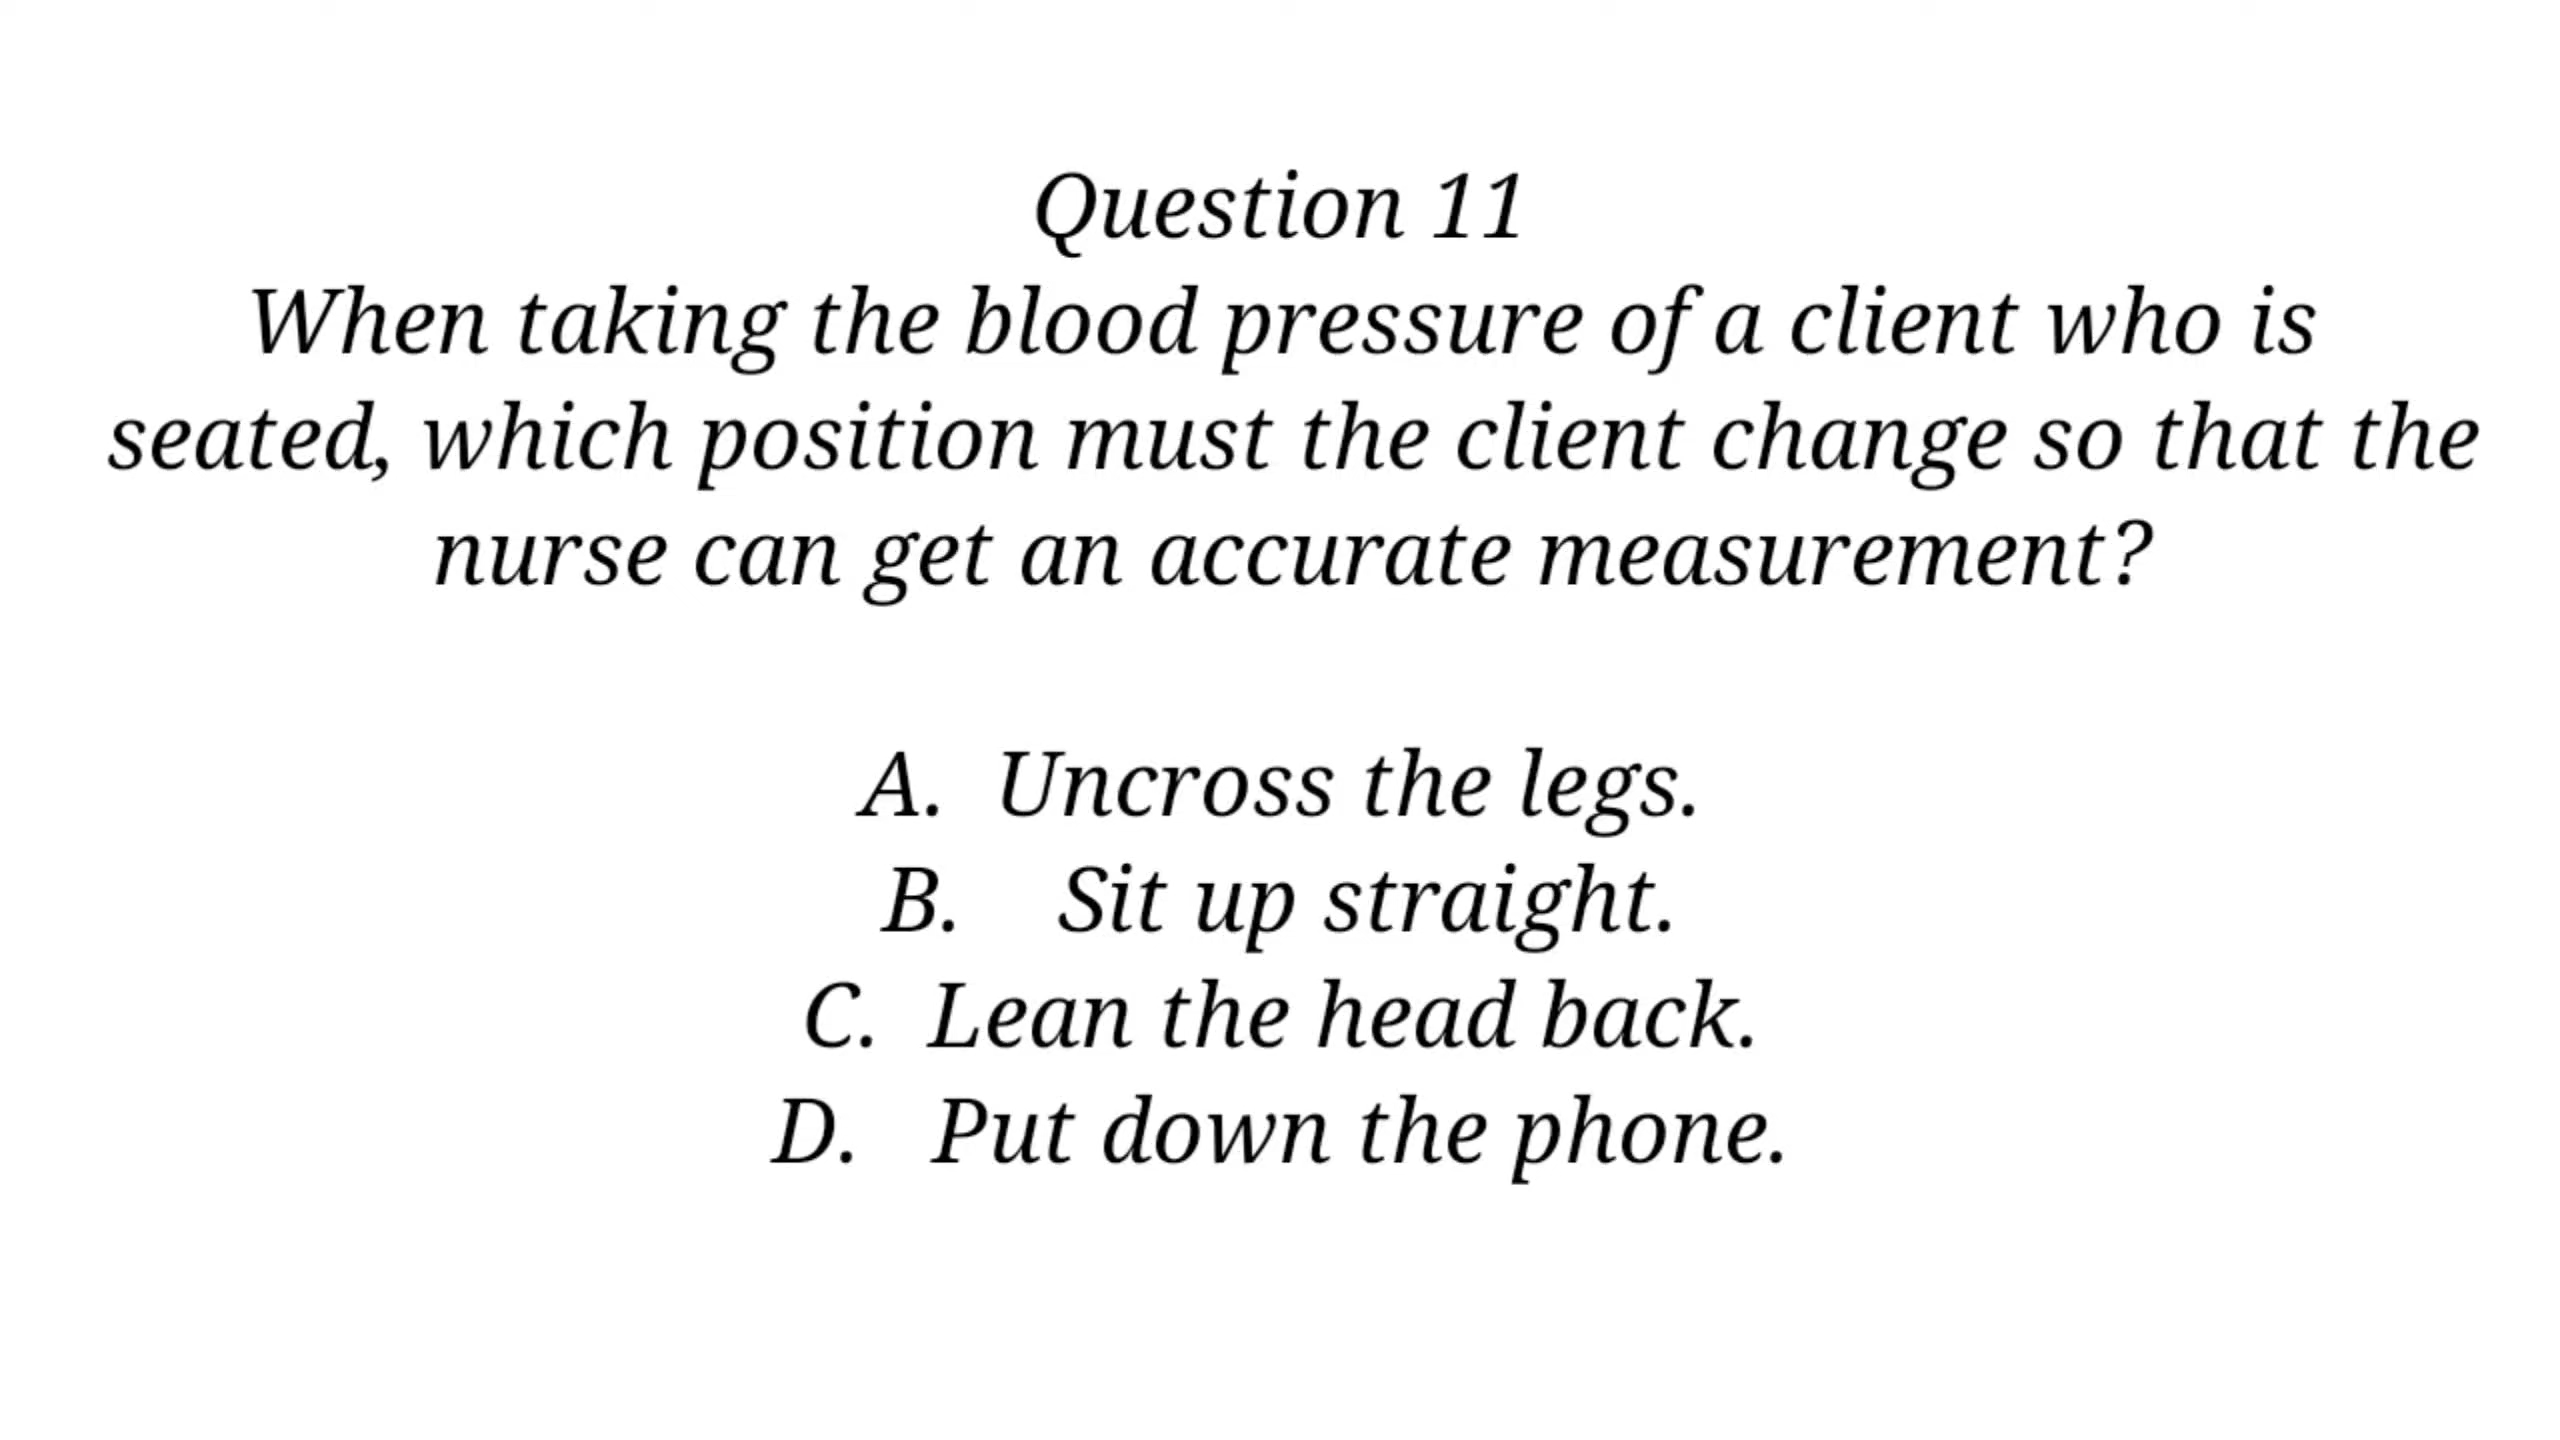 Question 11
When taking the blood pressure of a client who is
seated, which position must the client change so that the
nurse can get an accurate measurement?
A. Uncross the legs.
B. Sit up straight.
C. Lean the head back.
D. Put down the phone.